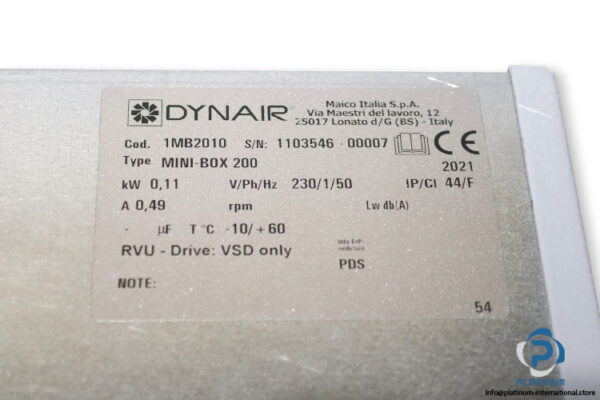 DYNAIR®
Maico Italia S.p.A.
Via Maestri del lavoro, 12
25017 Lonato d/G (BS) - Italy
Cod. 1MB2010 S/N: 1103546 - 00007 CE
Type MINI-BOX 200 2021
kW 0,11 V/Ph/Hz 230/1/50 IP/Cl 44/F
A 0,49 rpm Lw db(A)
- µF T °C -10/+60
RVU - Drive: VSD only
PDS
NOTE:
54
info@platinum-international.store